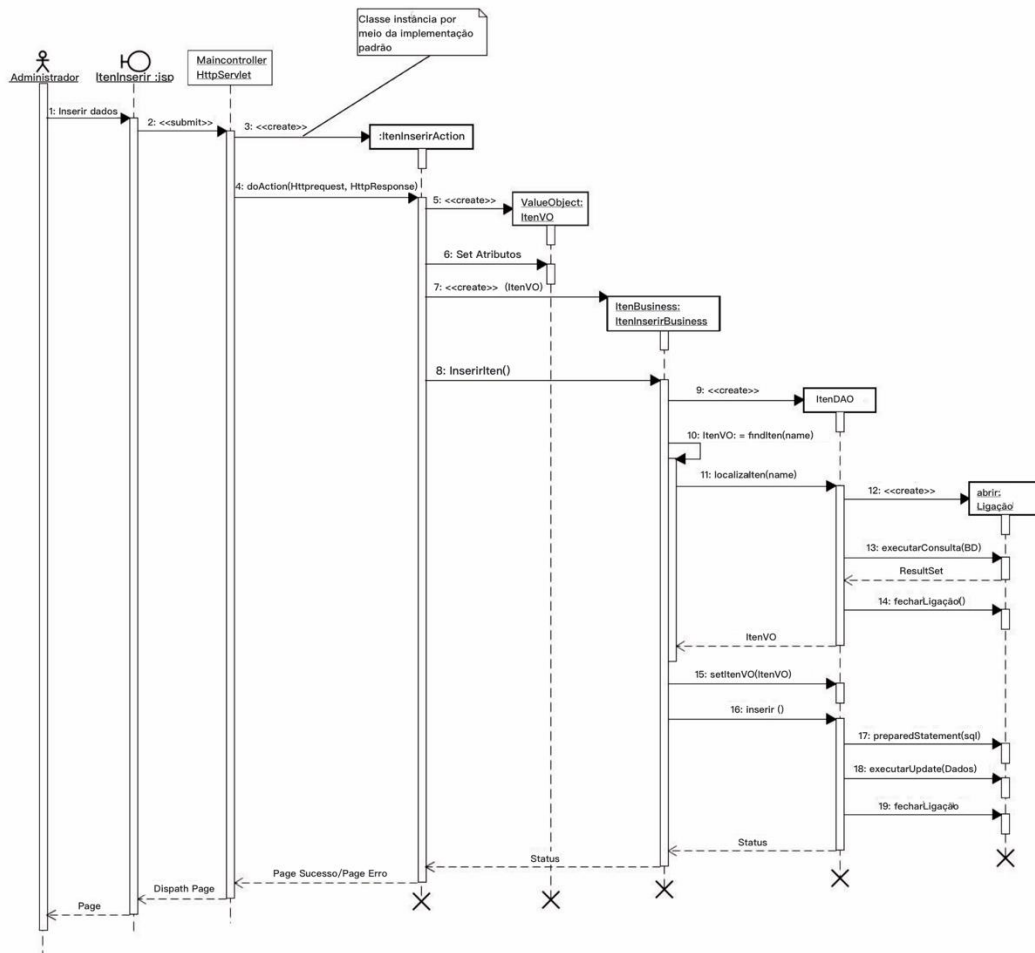 Classe instância por
meio da implementação
padrão
Administrador
ItenInserir :jsp
Maincontroller
HttpServlet
1: Inserir dados
2: <<submit>>
3: <<create>>
:ItenInserirAction
4: doAction(Httprequest, HttpResponse)
5: <<create>>
ValueObject:
ItenVO
6: Set Atributos
7: <<create>> (ItenVO)
ItenBusiness:
ItenInserirBusiness
8: InserirIten()
9: <<create>>
ItenDAO
10: ItenVO: = findIten(name)
11: localizaIten(name)
12: <<create>>
abrir:
Ligação
13: executarConsulta(BD)
ResultSet
14: fecharLigação()
ItenVO
15: setItenVO(ItenVO)
16: inserir ()
17: preparedStatement(sql)
18: executarUpdate(Dados)
19: fecharLigação
Status
Status
Page Sucesso/Page Erro
Dispath Page
Page